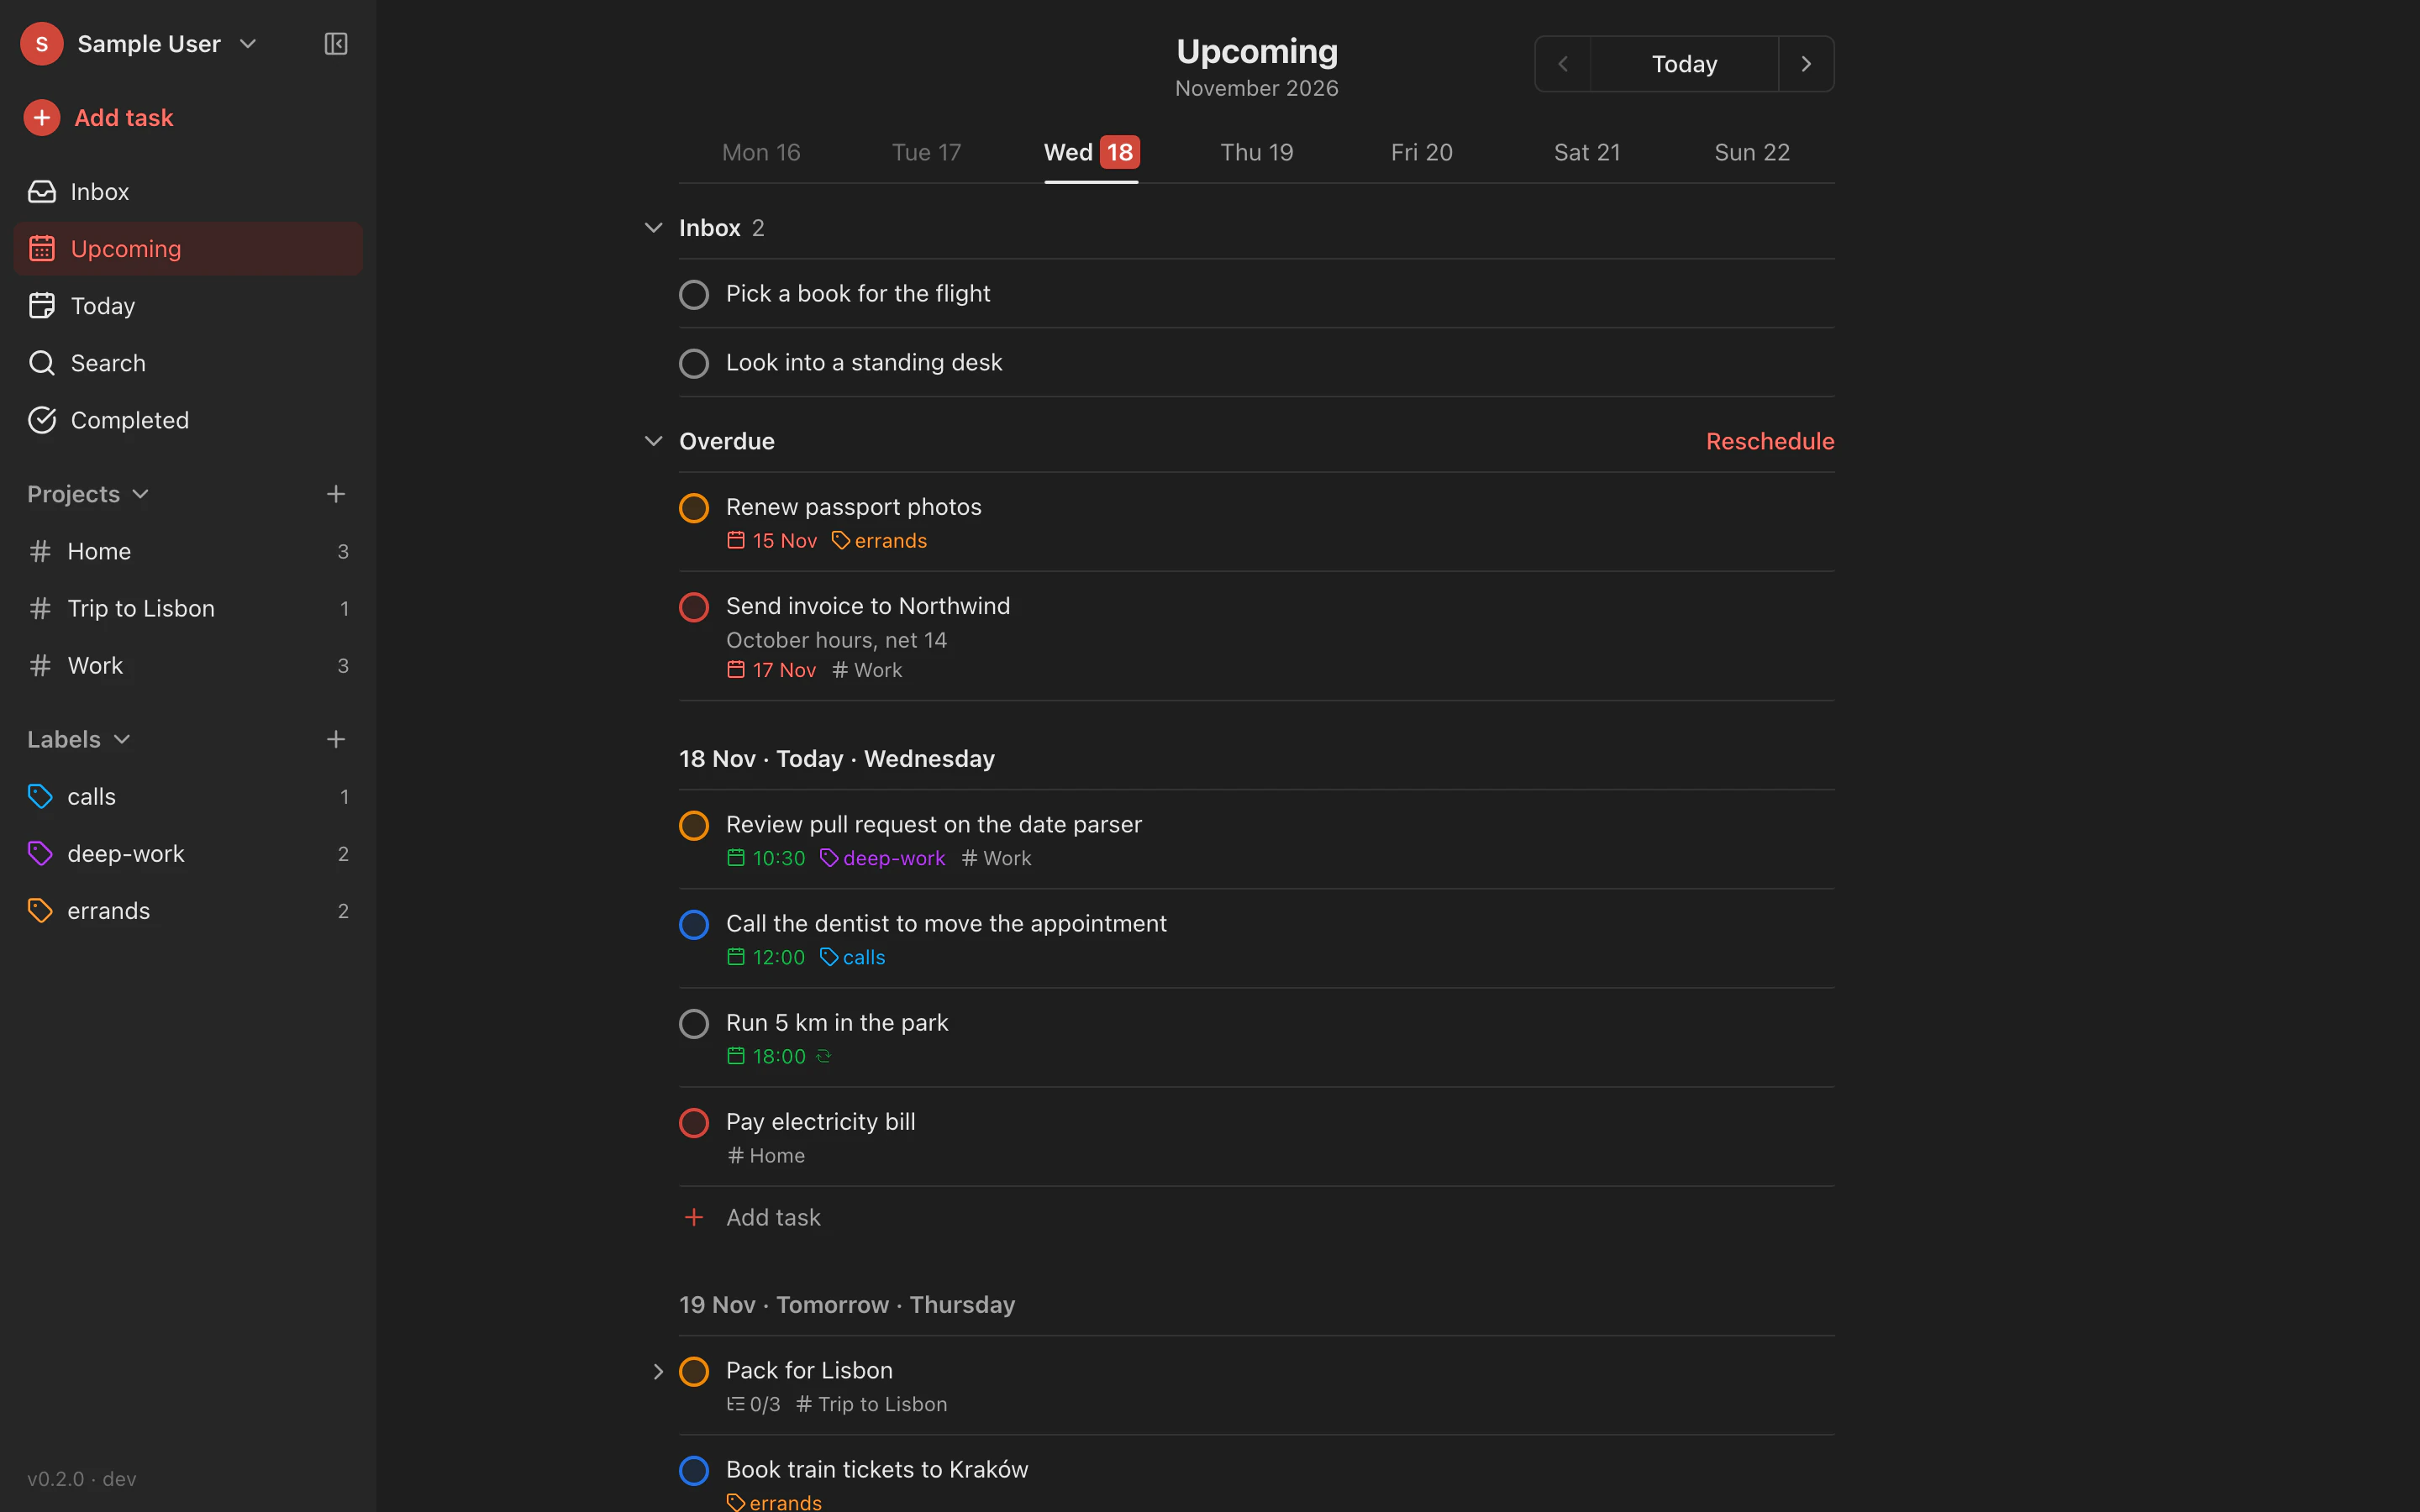 S Sample User
Add task
Inbox
Upcoming
Today
Search
Completed
Projects
# Home 3
# Trip to Lisbon 1
# Work 3
Labels
calls 1
deep-work 2
errands 2
v0.2.0 · dev
Upcoming
November 2026
Today
Mon 16 Tue 17 Wed 18 Thu 19 Fri 20 Sat 21 Sun 22
Inbox 2
Pick a book for the flight
Look into a standing desk
Overdue Reschedule
Renew passport photos
15 Nov errands
Send invoice to Northwind
October hours, net 14
17 Nov # Work
18 Nov · Today · Wednesday
Review pull request on the date parser
10:30 deep-work # Work
Call the dentist to move the appointment
12:00 calls
Run 5 km in the park
18:00
Pay electricity bill
# Home
Add task
19 Nov · Tomorrow · Thursday
Pack for Lisbon
0/3 # Trip to Lisbon
Book train tickets to Kraków
errands